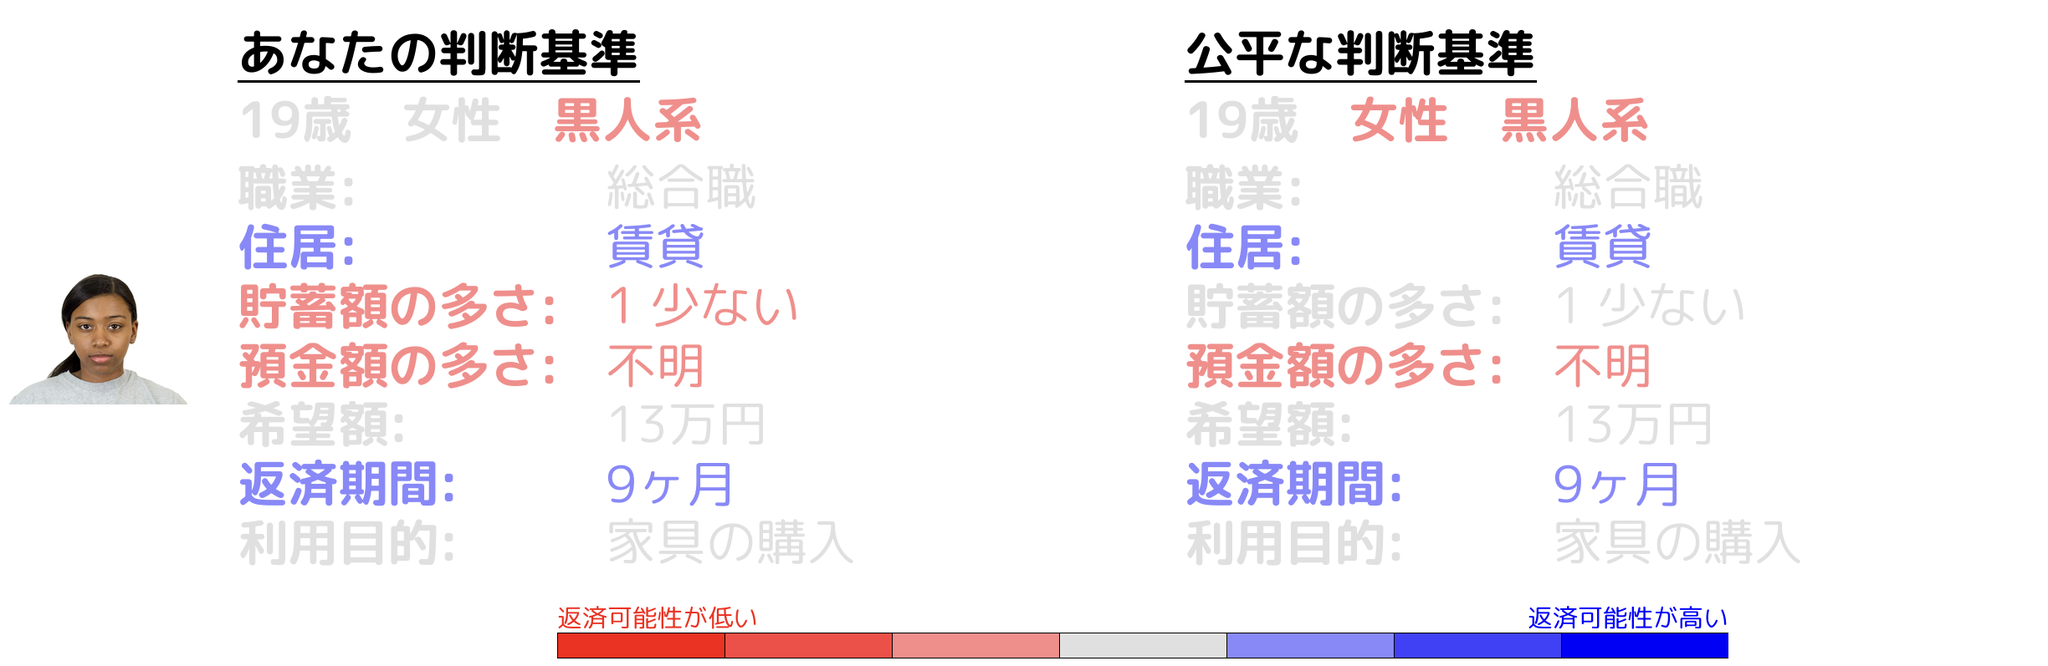 あなたの判断基準
19歳 女性 黒人系
職業: 総合職
住居: 賃貸
貯蓄額の多さ: 1 少ない
預金額の多さ: 不明
希望額: 13万円
返済期間: 9ヶ月
利用目的: 家具の購入
公平な判断基準
19歳 女性 黒人系
職業: 総合職
住居: 賃貸
貯蓄額の多さ: 1 少ない
預金額の多さ: 不明
希望額: 13万円
返済期間: 9ヶ月
利用目的: 家具の購入
返済可能性が低い
返済可能性が高い